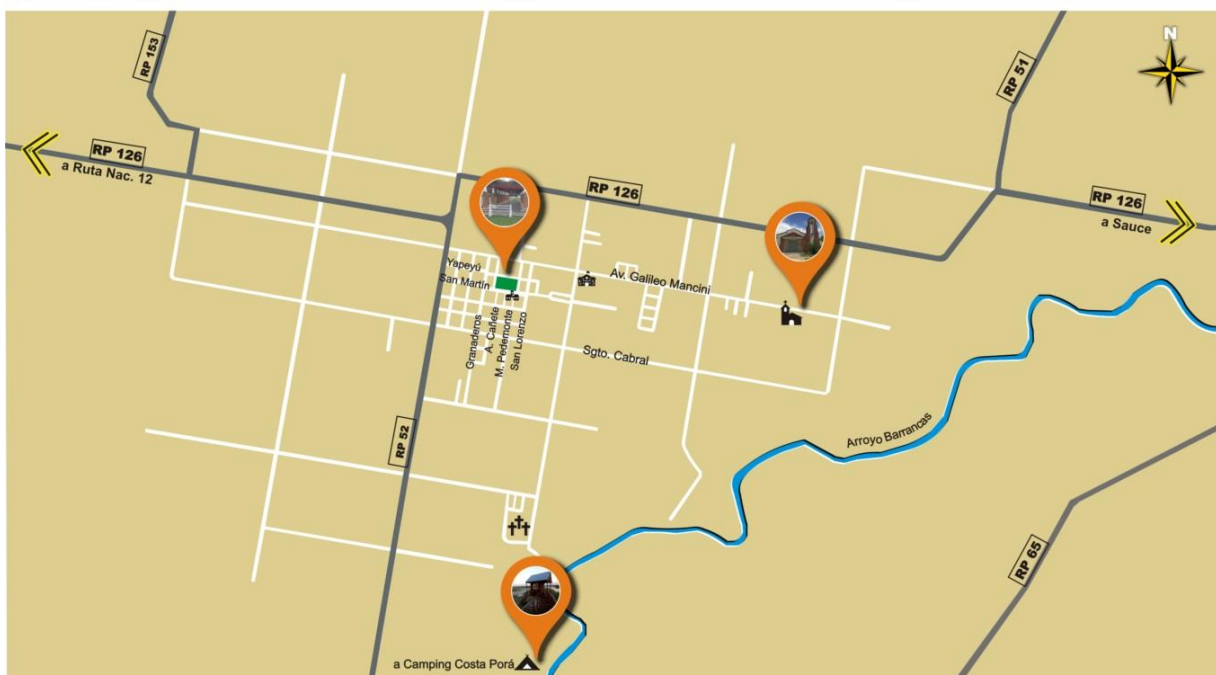 N
RP 153
RP 51
RP 126
a Ruta Nac. 12
RP 126
RP 126
a Sauce
Yapeyú
San Martín
Av. Galileo Mancini
Granaderos
A. Cañete
M. Pedemonte
San Lorenzo
Sgto. Cabral
RP 52
Arroyo Barrancas
RP 65
a Camping Costa Porá